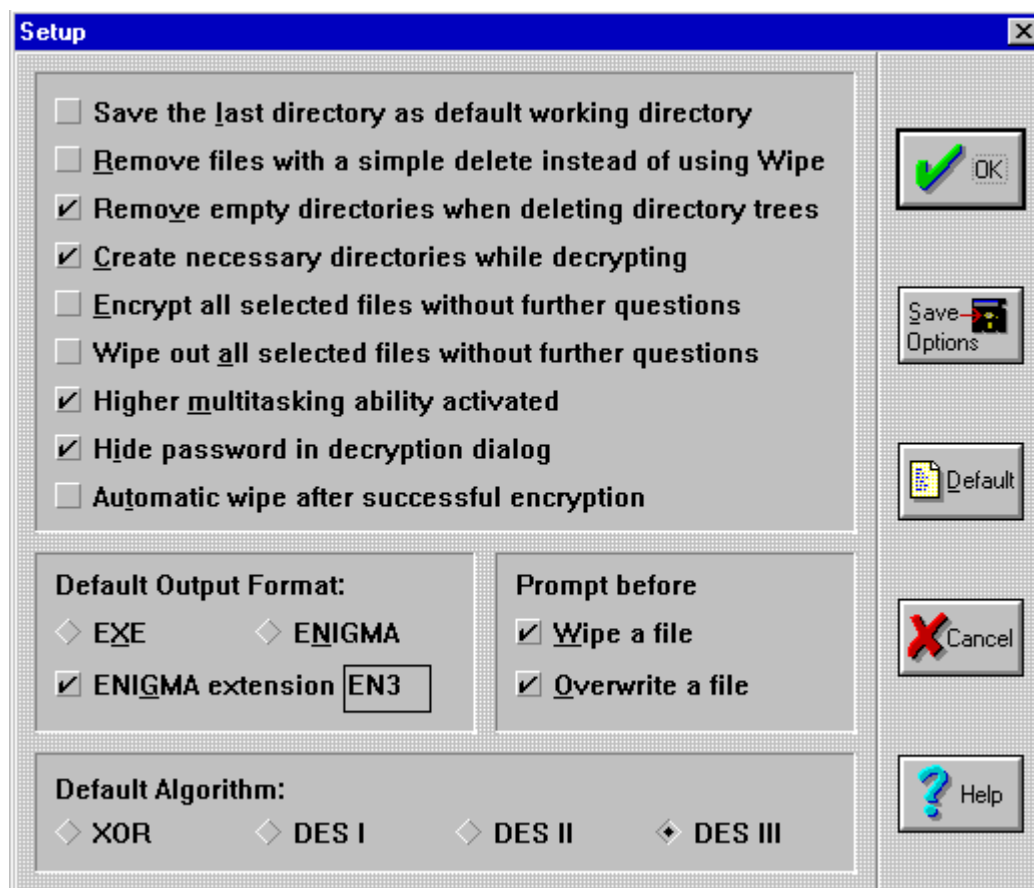 Setup
Save the last directory as default working directory
Remove files with a simple delete instead of using Wipe
Remove empty directories when deleting directory trees
Create necessary directories while decrypting
Encrypt all selected files without further questions
Wipe out all selected files without further questions
Higher multitasking ability activated
Hide password in decryption dialog
Automatic wipe after successful encryption
Default Output Format:
EXE ENIGMA
ENIGMA extension EN3
Prompt before
Wipe a file
Overwrite a file
Default Algorithm:
XOR DES I DES II DES III
OK
Save
Options
Default
Cancel
Help